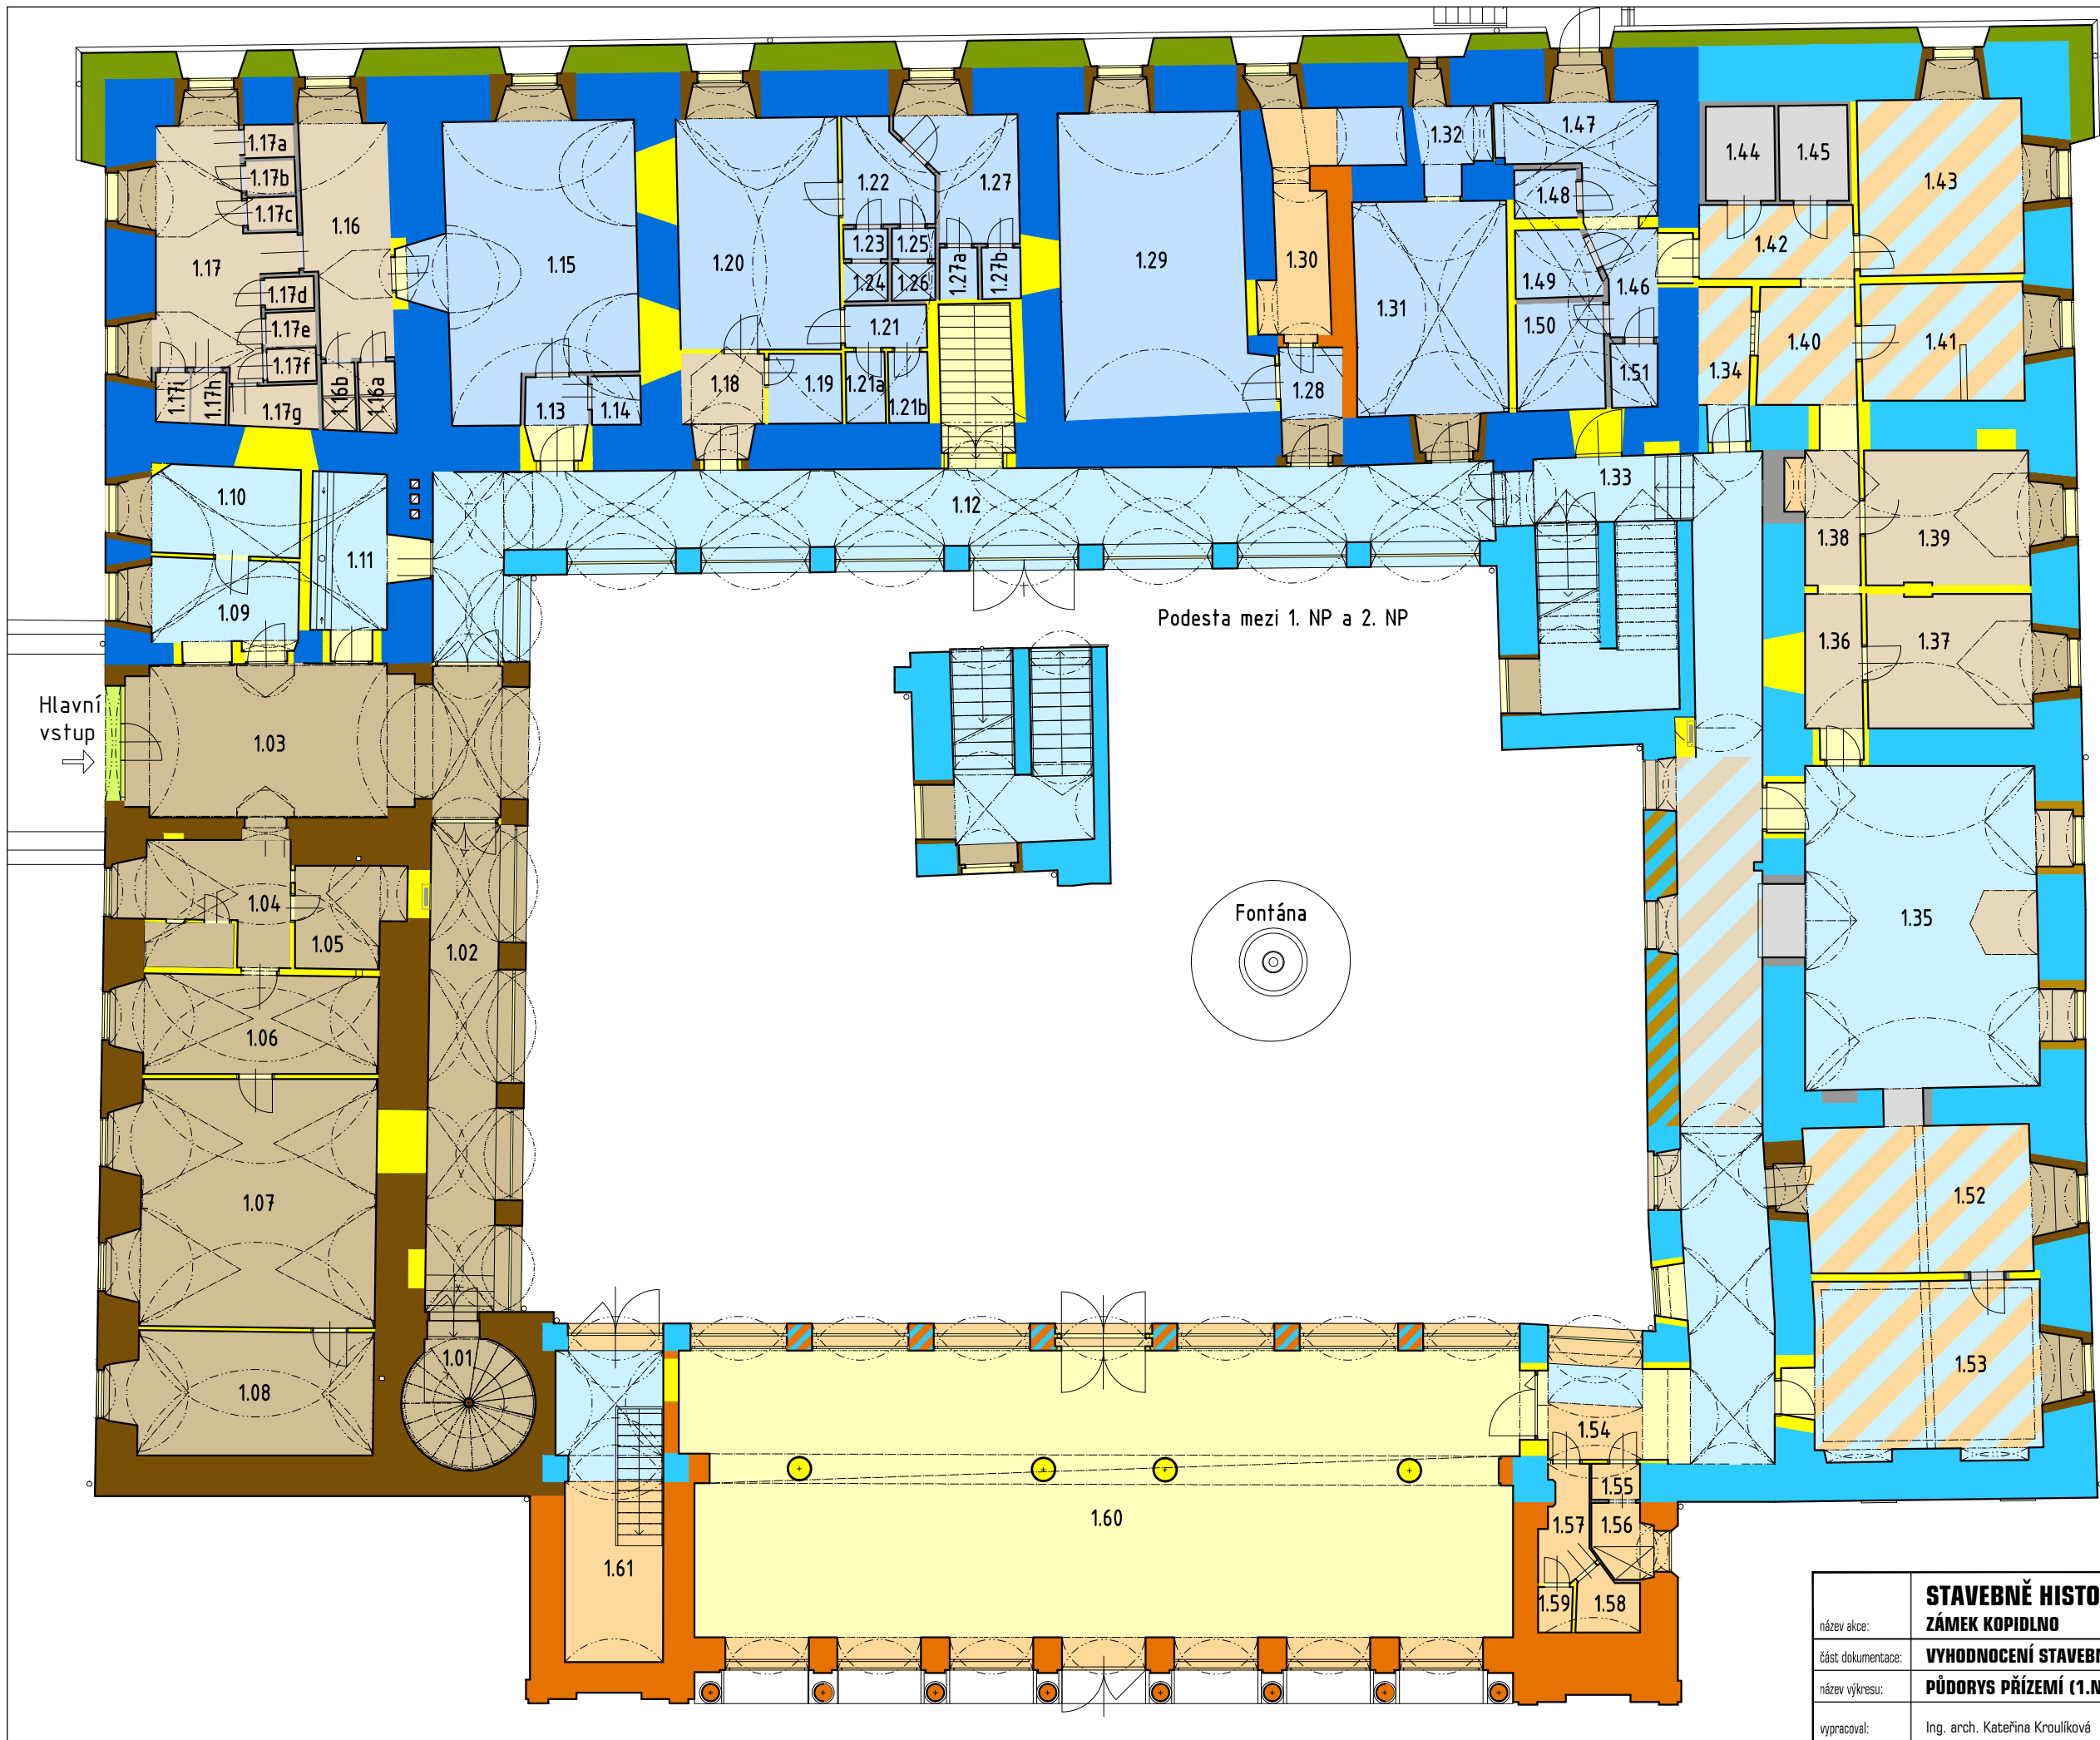 1.17a
1.17b
1.17c
1.16
1.17
1.17d
1.17e
1.17f
1.17i
1.17h
1.17g
1.16b
1.16a
1.15
1.13
1.14
1.20
1.18
1.19
1.22
1.23
1.25
1.24
1.26
1.27
1.27a
1.27b
1.21
1.21a
1.21b
1.29
1.30
1.28
1.32
1.31
1.47
1.48
1.49
1.46
1.50
1.51
1.44
1.45
1.43
1.42
1.34
1.40
1.41
1.10
1.11
1.09
1.12
1.33
1.38
1.39
1.36
1.37
Podesta mezi 1. NP a 2. NP
Hlavní
vstup
1.03
1.04
1.05
1.02
1.06
1.07
1.01
1.08
Fontána
1.35
1.52
1.53
1.54
1.55
1.56
1.57
1.58
1.59
1.60
1.61
STAVEBNĚ HISTO
název akce: ZÁMEK KOPIDLNO
část dokumentace: VYHODNOCENÍ STAVEBN
název výkresu: PŮDORYS PŘÍZEMÍ (1.N
vypracoval: Ing. arch. Kateřina Kroulíková